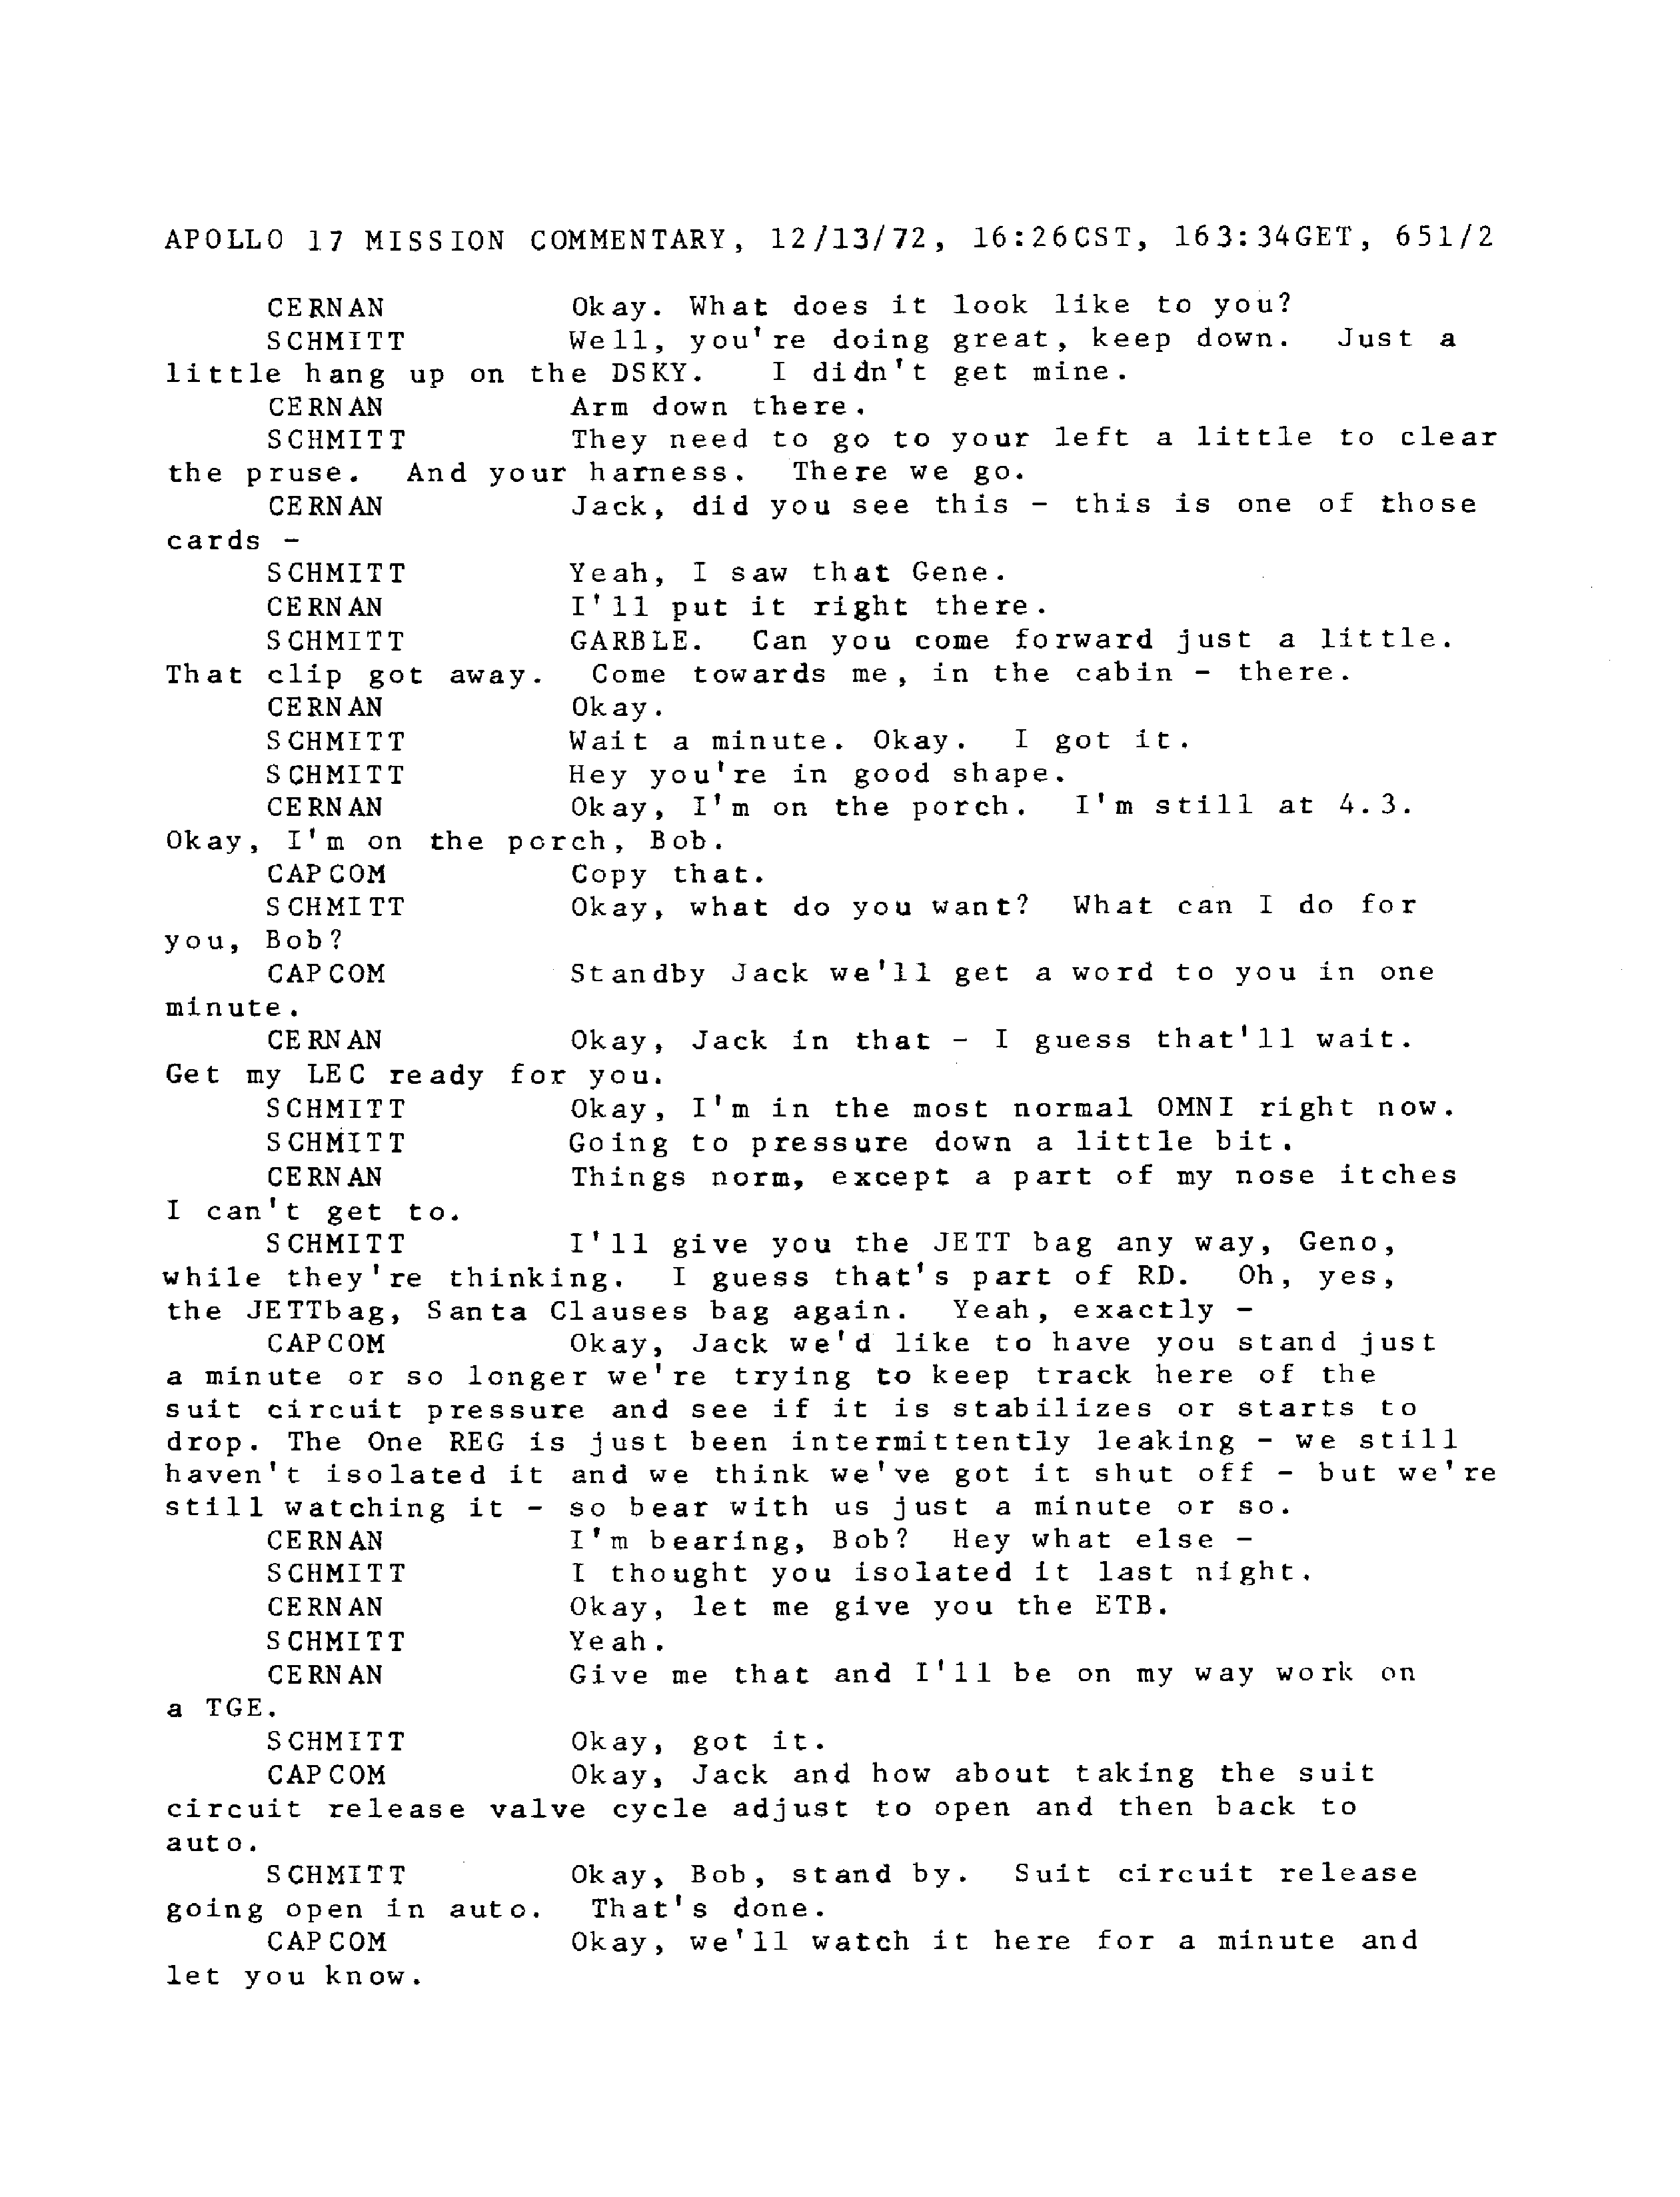 APOLLO 17 MISSION COMMENTARY, 12/13/72, 16:26CST, 163:34GET, 651/2
CERNAN Okay. What does it look like to you?
SCHMITT Well, you're doing great, keep down. Just a
little hang up on the DSKY. I didn't get mine.
CERNAN Arm down there.
SCHMITT They need to go to your left a little to clear
the pruse. And your harness. There we go.
CERNAN Jack, did you see this - this is one of those
cards -
SCHMITT Yeah, I saw that Gene.
CERNAN I'll put it right there.
SCHMITT GARBLE. Can you come forward just a little.
That clip got away. Come towards me, in the cabin - there.
CERNAN Okay.
SCHMITT Wait a minute. Okay. I got it.
SCHMITT Hey you're in good shape.
CERNAN Okay, I'm on the porch. I'm still at 4.3.
Okay, I'm on the porch, Bob.
CAPCOM Copy that.
SCHMITT Okay, what do you want? What can I do for
you, Bob?
CAPCOM Standby Jack we'll get a word to you in one
minute.
CERNAN Okay, Jack in that - I guess that'll wait.
Get my LEC ready for you.
SCHMITT Okay, I'm in the most normal OMNI right now.
SCHMITT Going to pressure down a little bit.
CERNAN Things norm, except a part of my nose itches
I can't get to.
SCHMITT I'll give you the JETT bag any way, Geno,
while they're thinking. I guess that's part of RD. Oh, yes,
the JETTbag, Santa Clauses bag again. Yeah, exactly -
CAPCOM Okay, Jack we'd like to have you stand just
a minute or so longer we're trying to keep track here of the
suit circuit pressure and see if it is stabilizes or starts to
drop. The One REG is just been intermittently leaking - we still
haven't isolated it and we think we've got it shut off - but we're
still watching it - so bear with us just a minute or so.
CERNAN I'm bearing, Bob? Hey what else -
SCHMITT I thought you isolated it last night.
CERNAN Okay, let me give you the ETB.
SCHMITT Yeah.
CERNAN Give me that and I'll be on my way work on
a TGE.
SCHMITT Okay, got it.
CAPCOM Okay, Jack and how about taking the suit
circuit release valve cycle adjust to open and then back to
auto.
SCHMITT Okay, Bob, stand by. Suit circuit release
going open in auto. That's done.
CAPCOM Okay, we'll watch it here for a minute and
let you know.